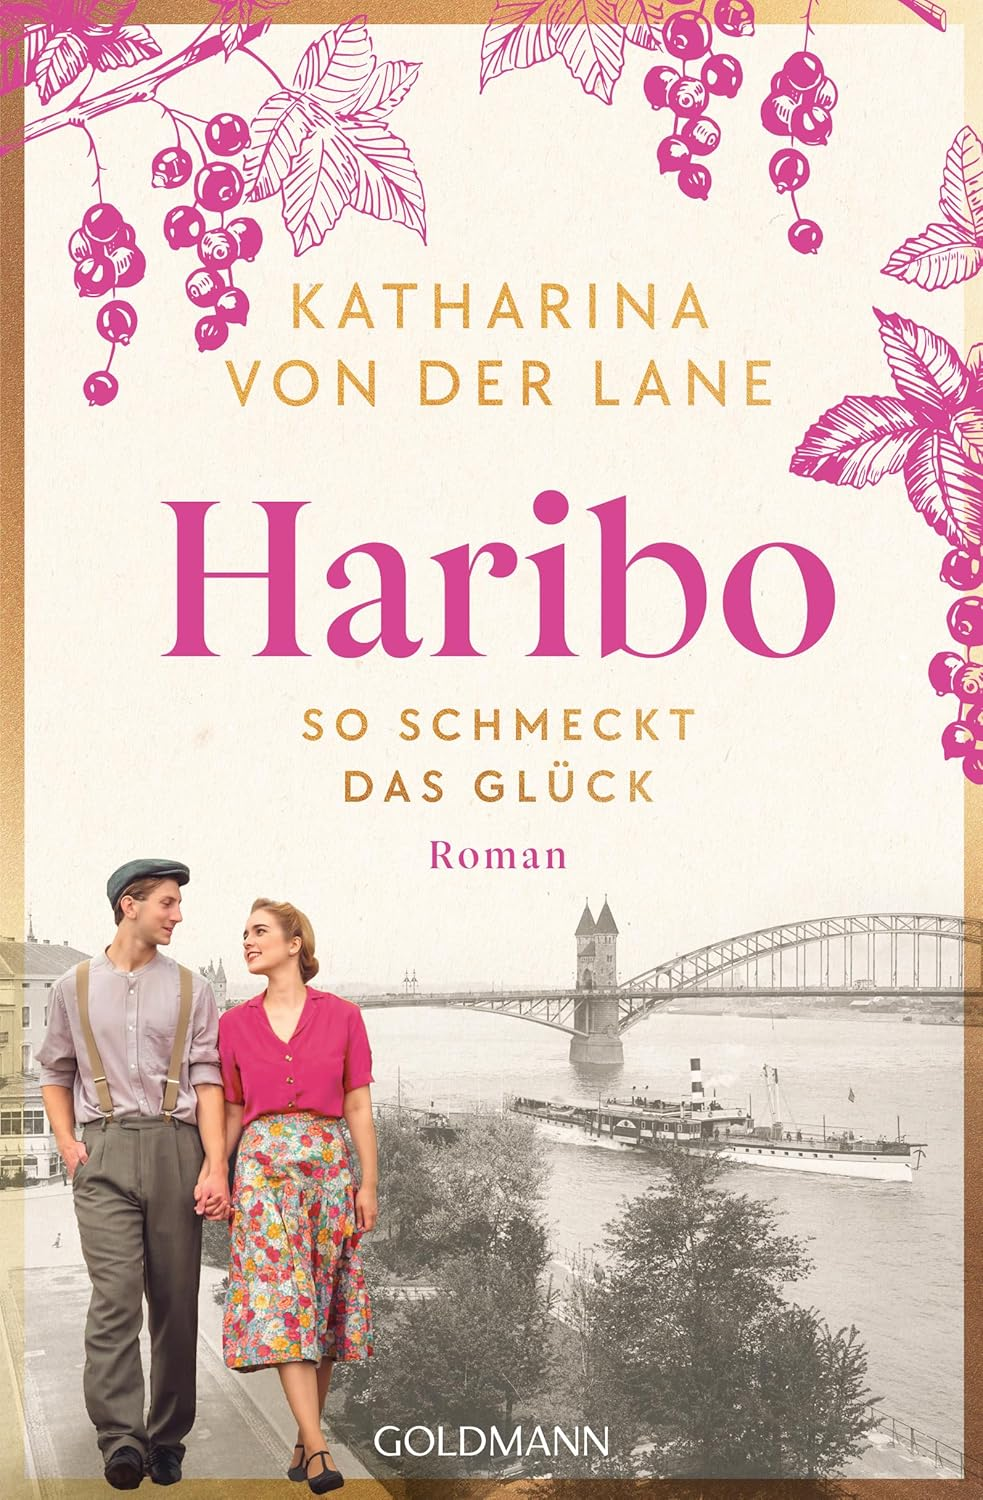 KATHARINA
VON DER LANE
Haribo
SO SCHMECKT
DAS GLÜCK
Roman
GOLDMANN